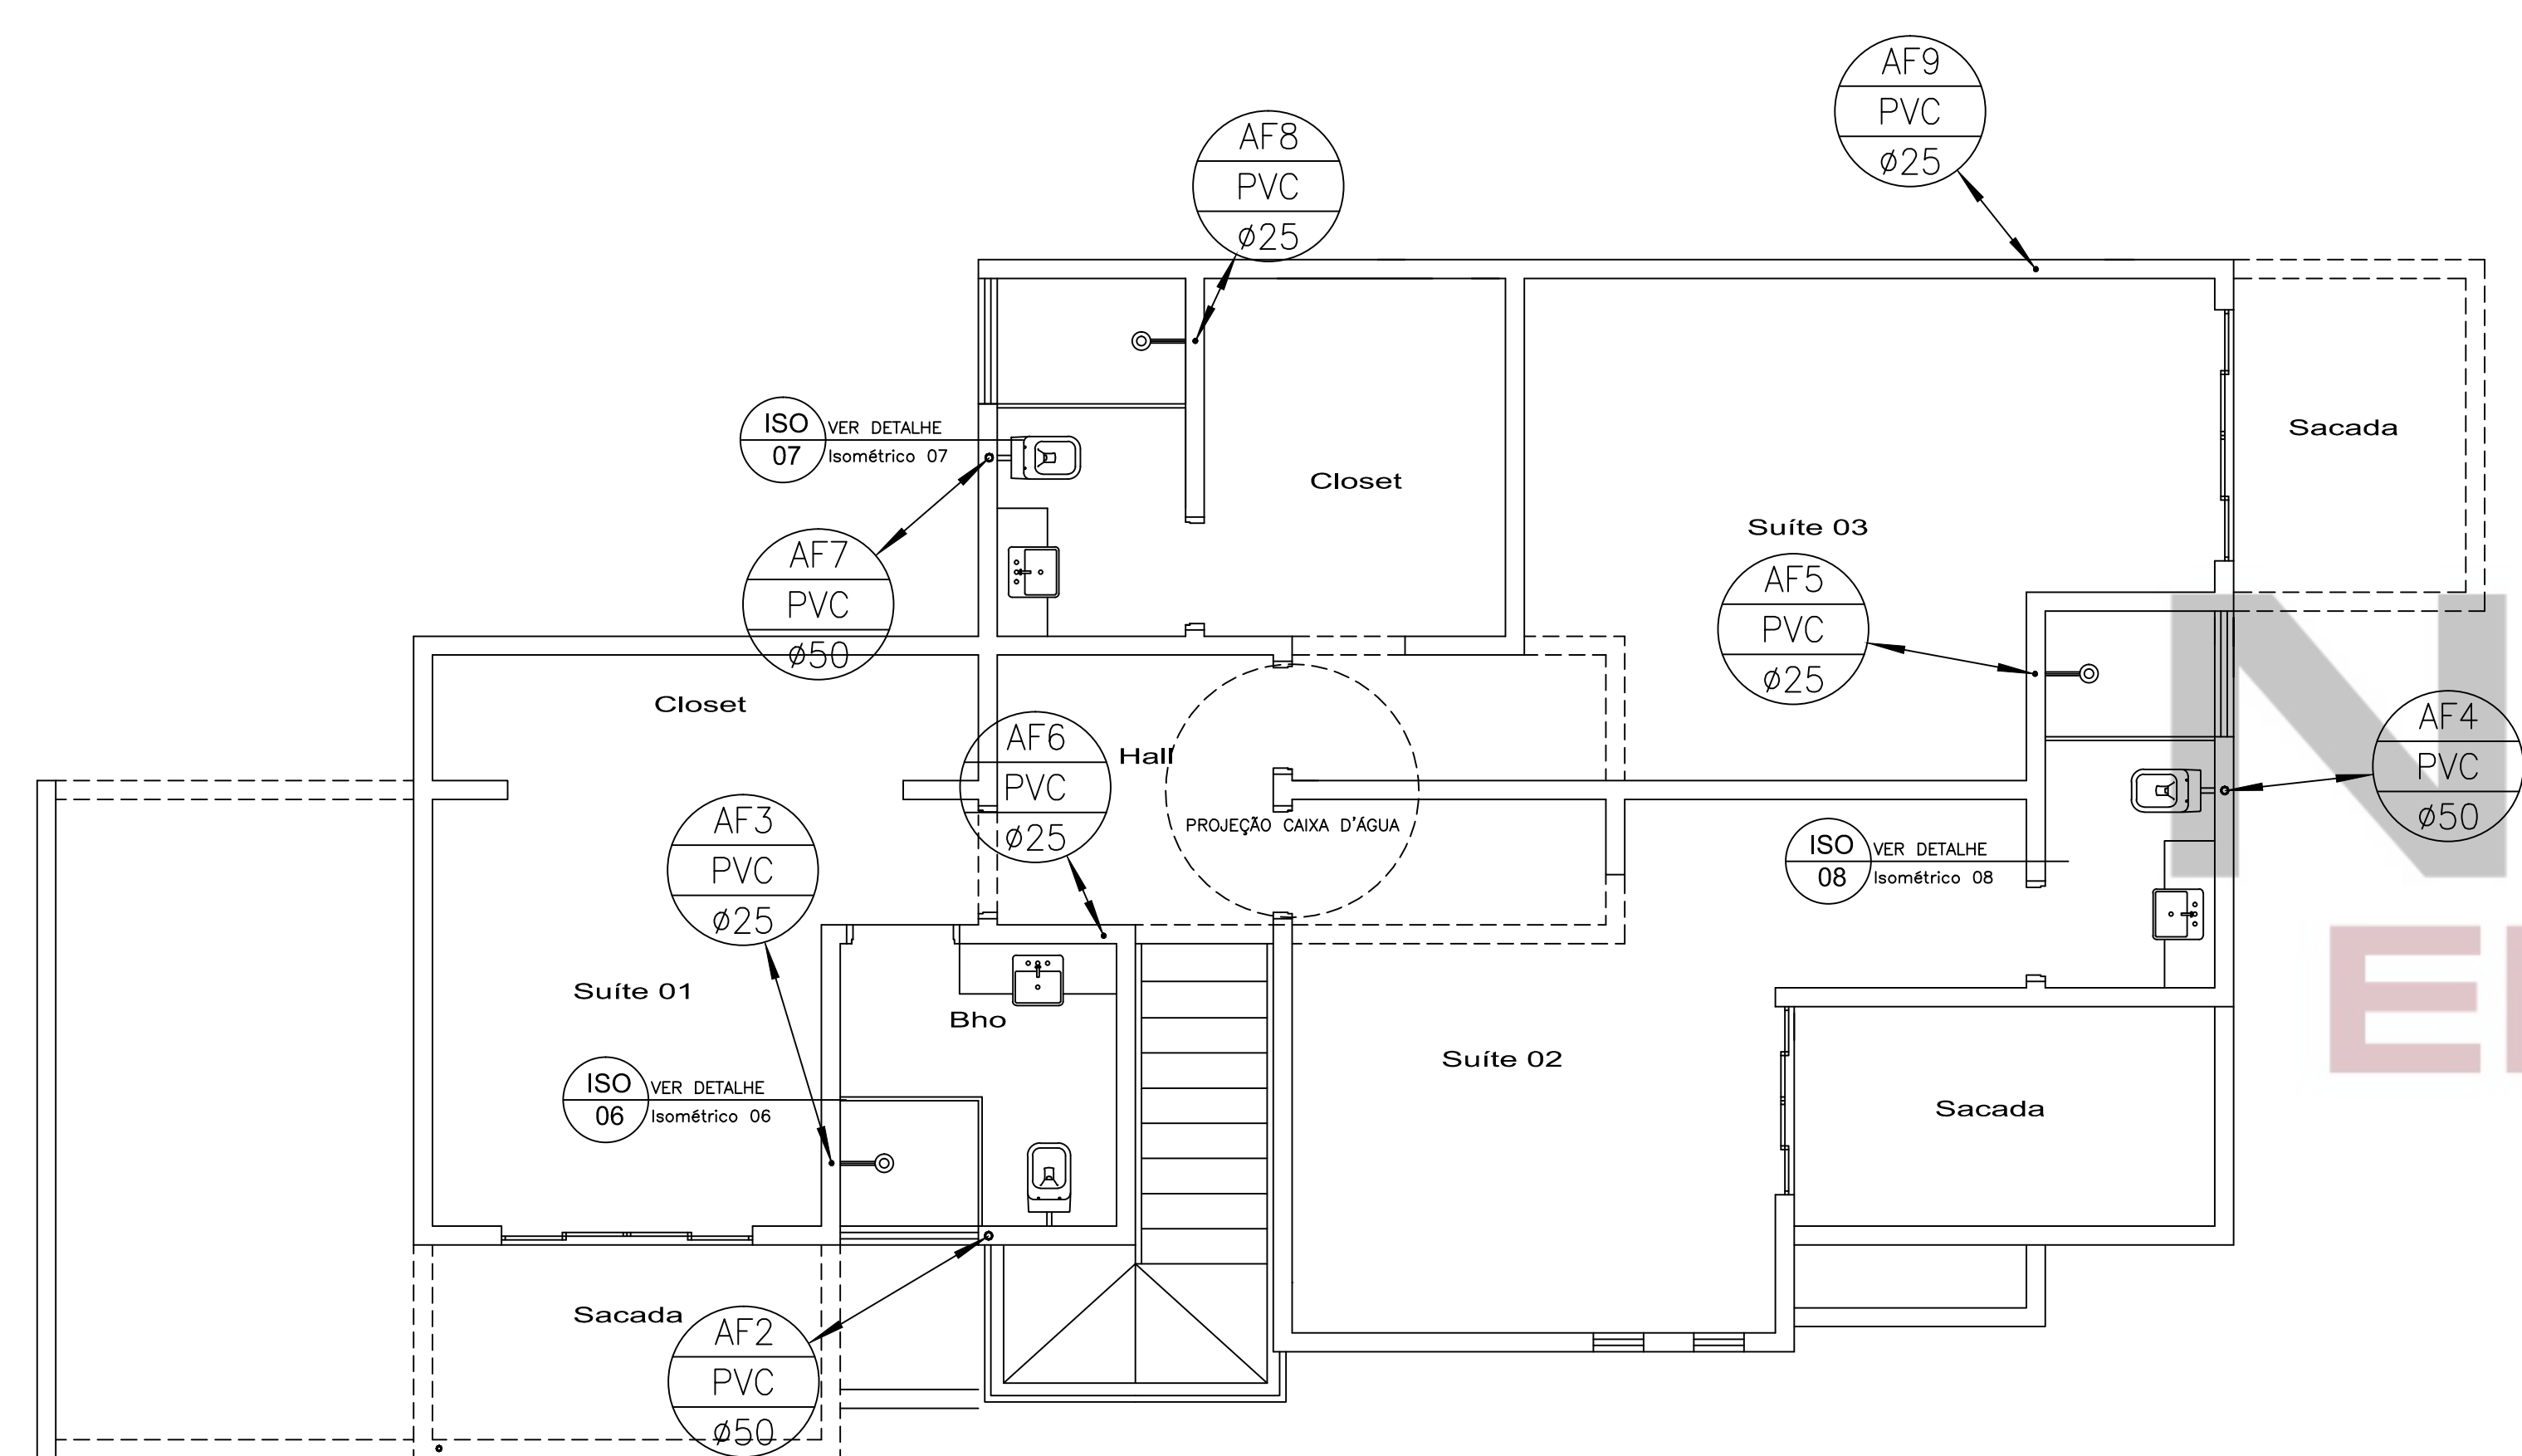 AF9
PVC
ø25
AF8
PVC
ø25
ISO
07
VER DETALHE
Isométrico 07
Sacada
Closet
Suíte 03
AF7
PVC
ø50
AF5
PVC
ø25
Closet
AF6
PVC
ø25
Hall
AF4
PVC
ø50
PROJEÇÃO CAIXA D'ÁGUA
AF3
PVC
ø25
ISO
08
VER DETALHE
Isométrico 08
Suíte 01
Bho
Suíte 02
ISO
06
VER DETALHE
Isométrico 06
Sacada
Sacada
AF2
PVC
ø50
N